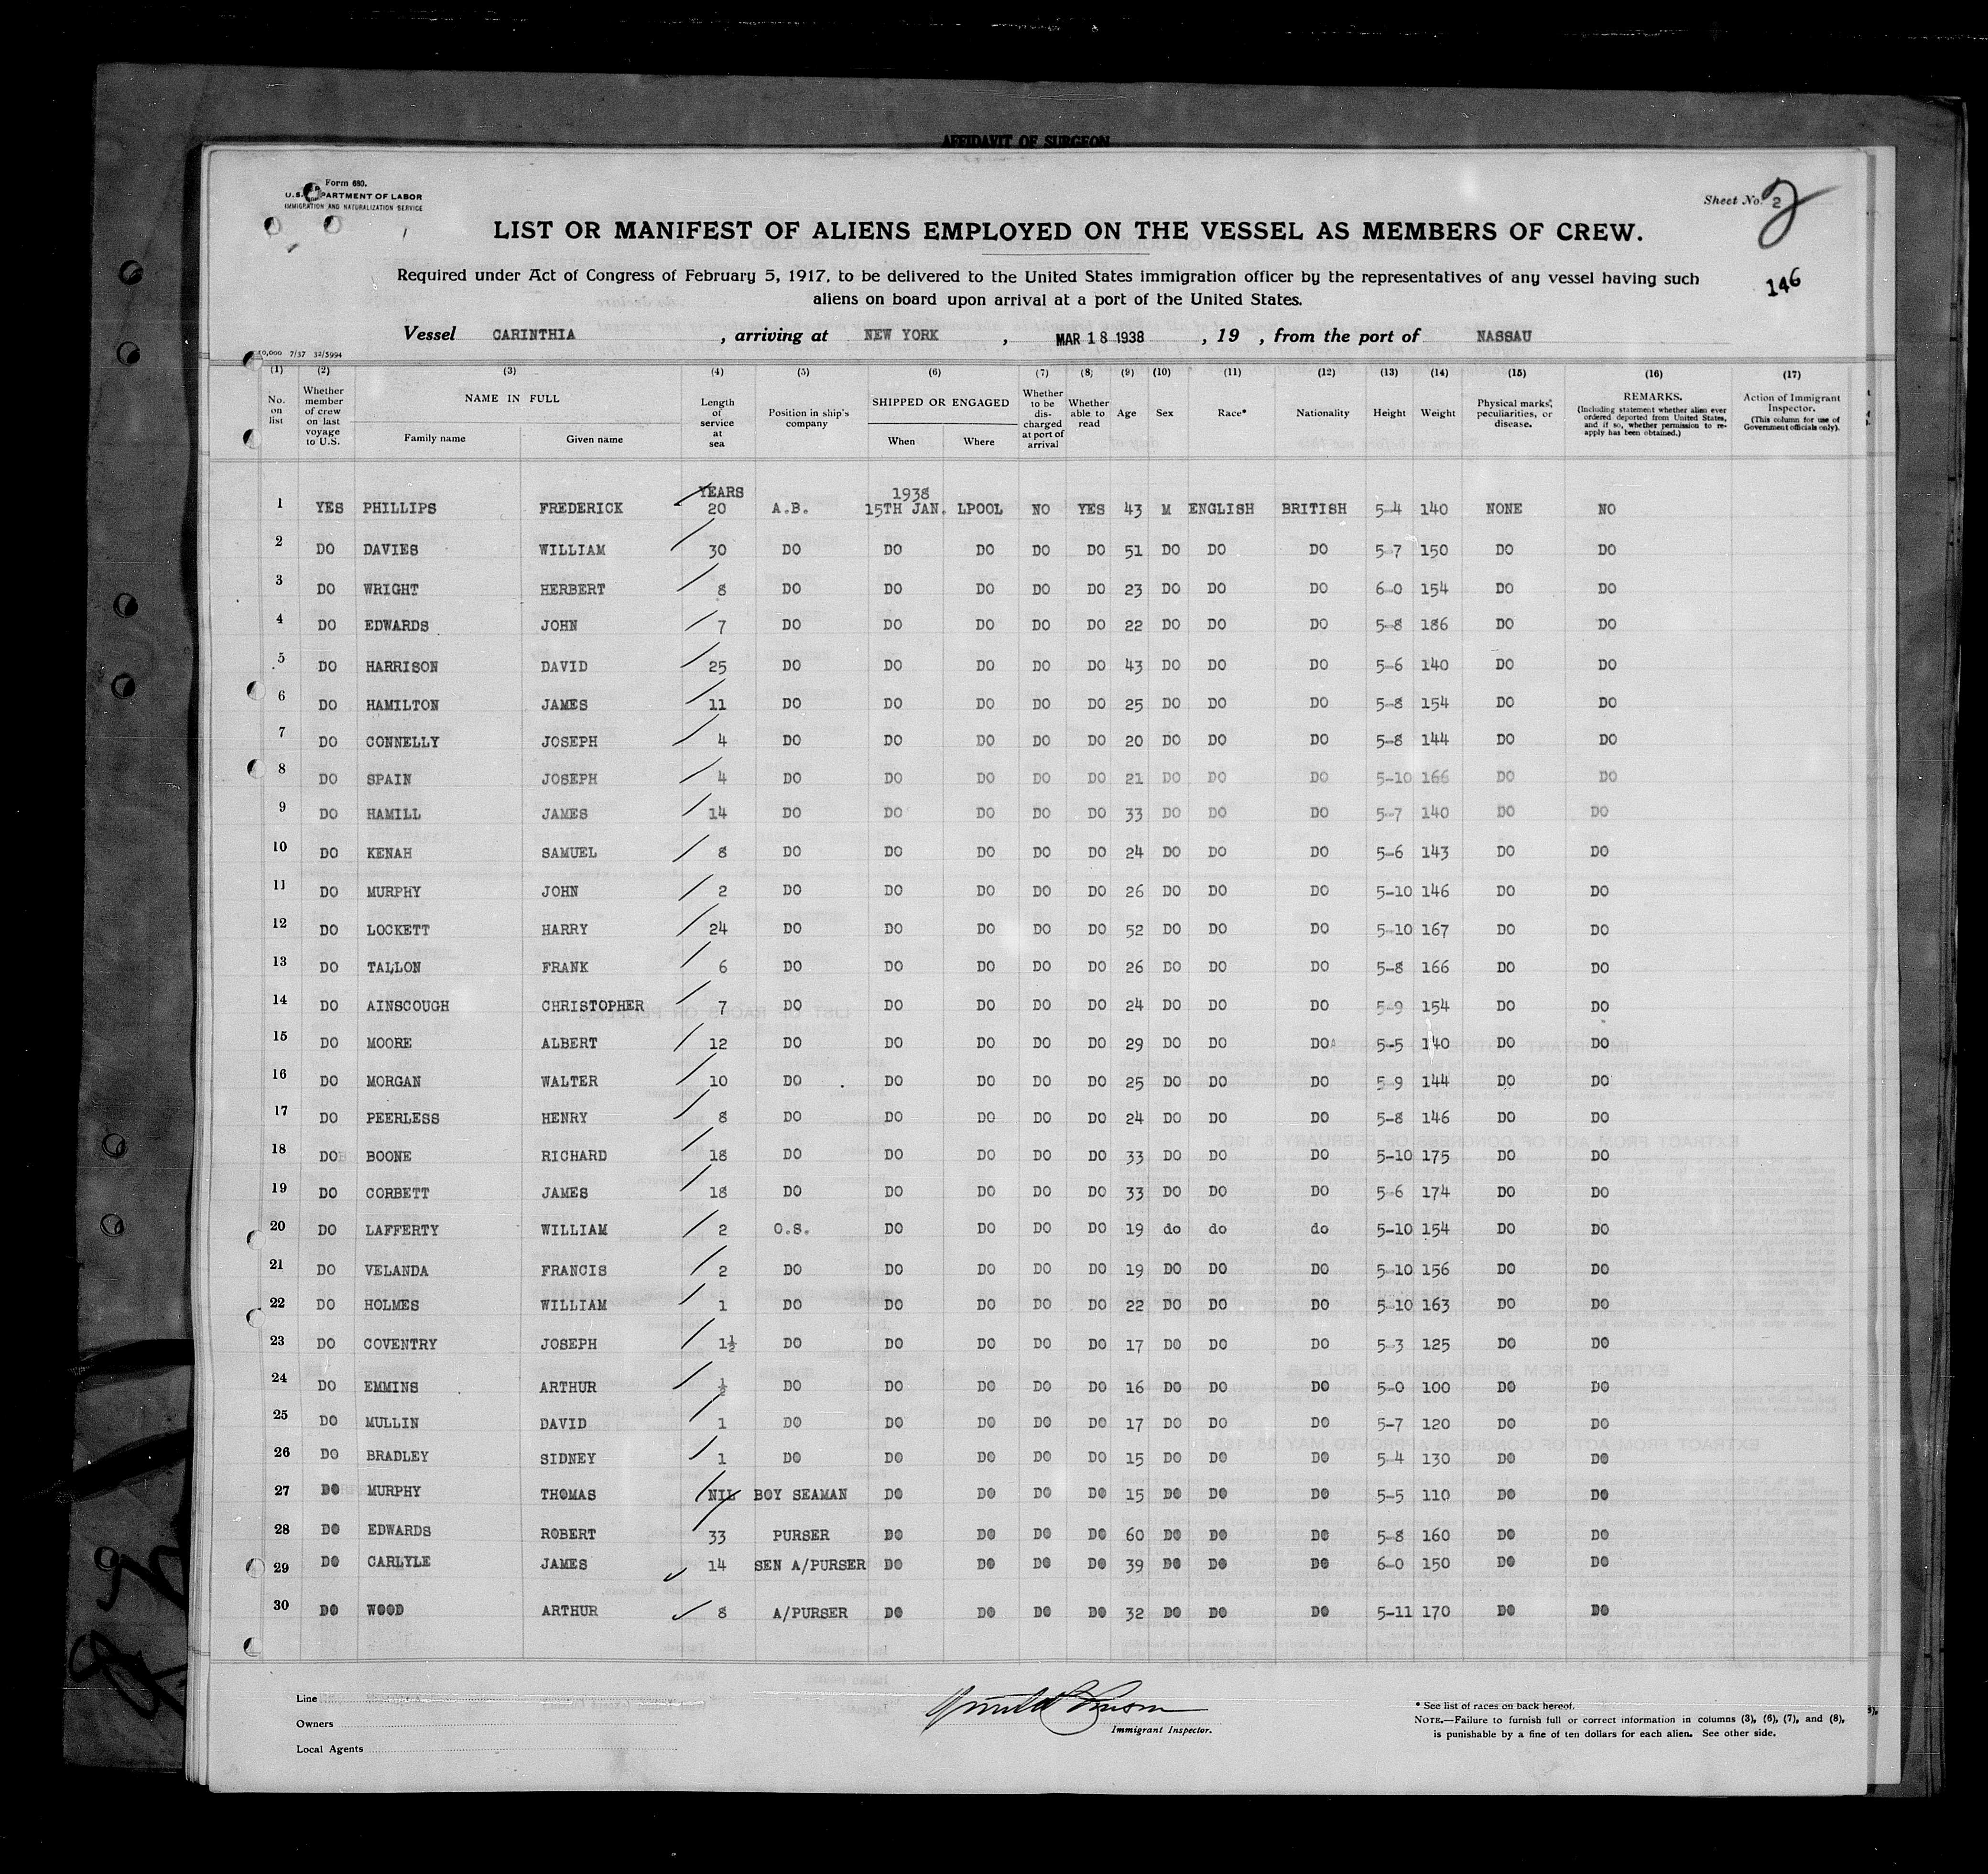 AFFIDAVIT OF SURGEON
Form 680.
U.S. DEPARTMENT OF LABOR
IMMIGRATION AND NATURALIZATION SERVICE
Sheet No. 2
2
146
LIST OR MANIFEST OF ALIENS EMPLOYED ON THE VESSEL AS MEMBERS OF CREW.
Required under Act of Congress of February 5, 1917, to be delivered to the United States immigration officer by the representatives of any vessel having such
aliens on board upon arrival at a port of the United States.
Vessel CARINTHIA , arriving at NEW YORK , MAR 18 1938 , 19 , from the port of NASSAU
10,000 7/37 32/5994
(1) (2) (3) (4) (5) (6) (7) (8) (9) (10) (11) (12) (13) (14) (15) (16) (17)
No. on list
Whether member of crew on last voyage to U.S.
NAME IN FULL
Family name Given name
Length of service at sea
Position in ship's company
SHIPPED OR ENGAGED
When Where
Whether to be discharged at port of arrival
Whether able to read
Age
Sex
Race*
Nationality
Height
Weight
Physical marks, peculiarities, or disease.
REMARKS.
(Including statement whether alien ever ordered deported from United States, and if so, whether permission to re-apply has been obtained.)
Action of Immigrant Inspector.
(This column for use of Government officials only).
YEARS 1938
1 YES PHILLIPS FREDERICK 20 A.B. 15TH JAN. LPOOL NO YES 43 M ENGLISH BRITISH 5-4 140 NONE NO
2 DO DAVIES WILLIAM 30 DO DO DO DO DO 51 DO DO DO 5-7 150 DO DO
3 DO WRIGHT HERBERT 8 DO DO DO DO DO 23 DO DO DO 6-0 154 DO DO
4 DO EDWARDS JOHN 7 DO DO DO DO DO 22 DO DO DO 5-8 186 DO DO
5 DO HARRISON DAVID 25 DO DO DO DO DO 43 DO DO DO 5-6 140 DO DO
6 DO HAMILTON JAMES 11 DO DO DO DO DO 25 DO DO DO 5-8 154 DO DO
7 DO CONNELLY JOSEPH 4 DO DO DO DO DO 20 DO DO DO 5-8 144 DO DO
8 DO SPAIN JOSEPH 4 DO DO DO DO DO 21 DO DO DO 5-10 166 DO DO
9 DO HAMILL JAMES 14 DO DO DO DO DO 33 DO DO DO 5-7 140 DO DO
10 DO KENAH SAMUEL 8 DO DO DO DO DO 24 DO DO DO 5-6 143 DO DO
11 DO MURPHY JOHN 2 DO DO DO DO DO 26 DO DO DO 5-10 146 DO DO
12 DO LOCKETT HARRY 24 DO DO DO DO DO 52 DO DO DO 5-10 167 DO DO
13 DO TALLON FRANK 6 DO DO DO DO DO 26 DO DO DO 5-8 166 DO DO
14 DO AINSCOUGH CHRISTOPHER 7 DO DO DO DO DO 24 DO DO DO 5-9 154 DO DO
15 DO MOORE ALBERT 12 DO DO DO DO DO 29 DO DO DO 5-5 140 DO DO
16 DO MORGAN WALTER 10 DO DO DO DO DO 25 DO DO DO 5-9 144 DO DO
17 DO PEERLESS HENRY 8 DO DO DO DO DO 24 DO DO DO 5-8 146 DO DO
18 DO BOONE RICHARD 18 DO DO DO DO DO 33 DO DO DO 5-10 175 DO DO
19 DO CORBETT JAMES 18 DO DO DO DO DO 33 DO DO DO 5-6 174 DO DO
20 DO LAFFERTY WILLIAM 2 O.S. DO DO DO DO 19 do do do 5-10 154 DO DO
21 DO VELANDA FRANCIS 2 DO DO DO DO DO 19 DO DO DO 5-10 156 DO DO
22 DO HOLMES WILLIAM 1 DO DO DO DO DO 22 DO DO DO 5-10 163 DO DO
23 DO COVENTRY JOSEPH 1½ DO DO DO DO DO 17 DO DO DO 5-3 125 DO DO
24 DO EMMINS ARTHUR ½ DO DO DO DO DO 16 DO DO DO 5-0 100 DO DO
25 DO MULLIN DAVID 1 DO DO DO DO DO 17 DO DO DO 5-7 120 DO DO
26 DO BRADLEY SIDNEY 1 DO DO DO DO DO 15 DO DO DO 5-4 130 DO DO
27 DO MURPHY THOMAS NIL BOY SEAMAN DO DO DO DO 15 DO DO DO 5-5 110 DO DO
28 DO EDWARDS ROBERT 33 PURSER DO DO DO DO 60 DO DO DO 5-8 160 DO DO
29 DO CARLYLE JAMES 14 SEN A/PURSER DO DO DO DO 39 DO DO DO 6-0 150 DO DO
30 DO WOOD ARTHUR 8 A/PURSER DO DO DO DO 32 DO DO DO 5-11 170 DO DO
Line
Owners
Local Agents
Immigrant Inspector.
* See list of races on back hereof.
NOTE.—Failure to furnish full or correct information in columns (3), (6), (7), and (8),
is punishable by a fine of ten dollars for each alien. See other side.